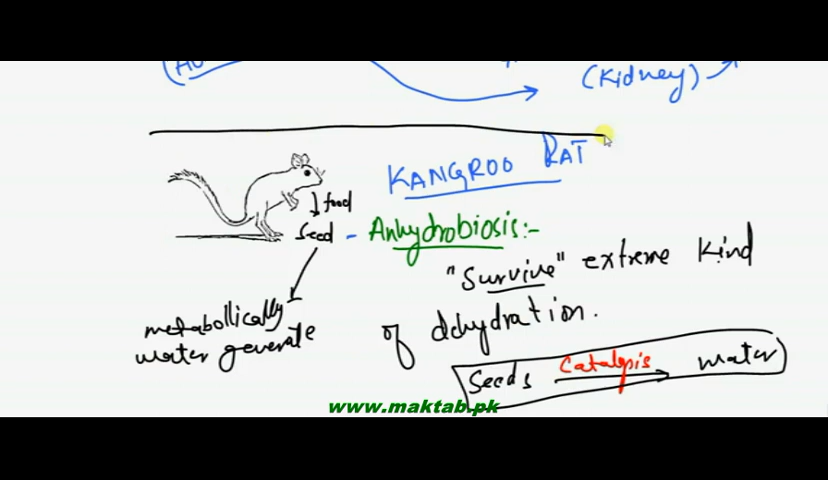 (Kidney)
KANGROO RAT
food
Seed - Anhydrobiosis:-
"Survive" extreme Kind
of dehydration.
metabollically
water generate
Seeds Catalysis water
www.maktab.pk